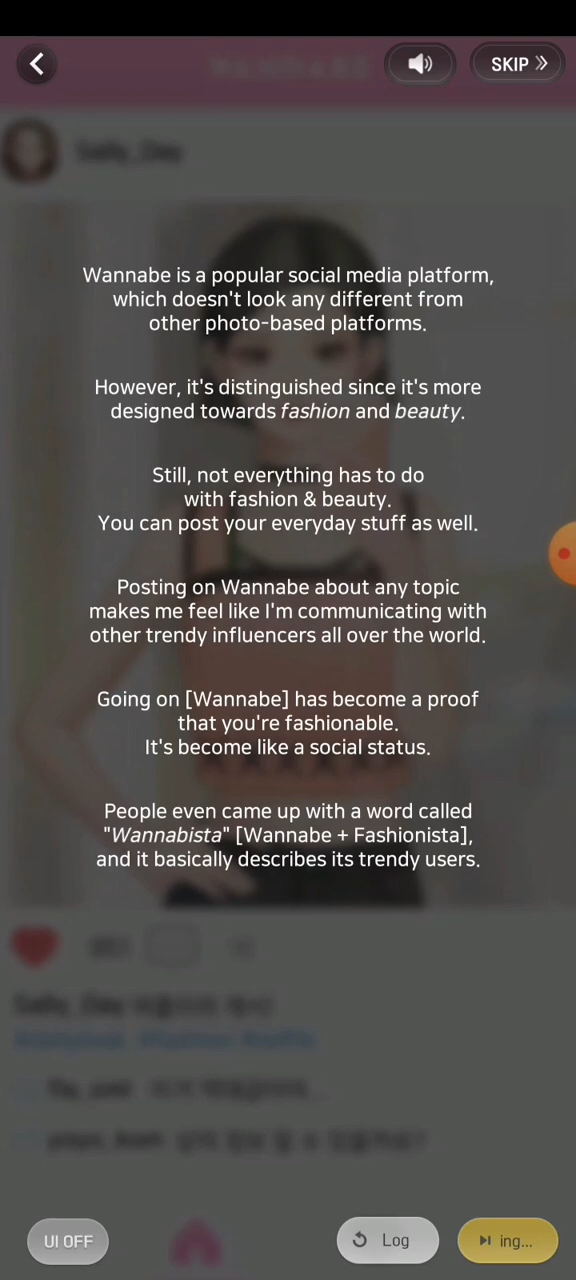 SKIP
Sally_Day
Wannabe is a popular social media platform,
which doesn't look any different from
other photo-based platforms.
However, it's distinguished since it's more
designed towards fashion and beauty.
Still, not everything has to do
with fashion & beauty.
You can post your everyday stuff as well.
Posting on Wannabe about any topic
makes me feel like I'm communicating with
other trendy influencers all over the world.
Going on [Wannabe] has become a proof
that you're fashionable.
It's become like a social status.
People even came up with a word called
"Wannabista" [Wannabe + Fashionista],
and it basically describes its trendy users.
Sally_Day
UI OFF
Log
ing...